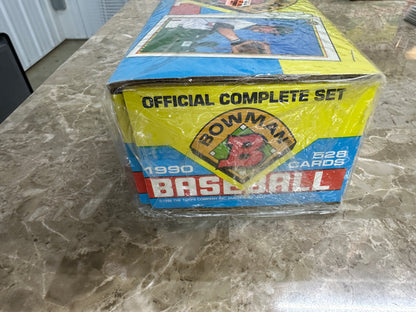 OFFICIAL COMPLETE SET
BOWMAN
B
1990
528
CARDS
BASEBALL